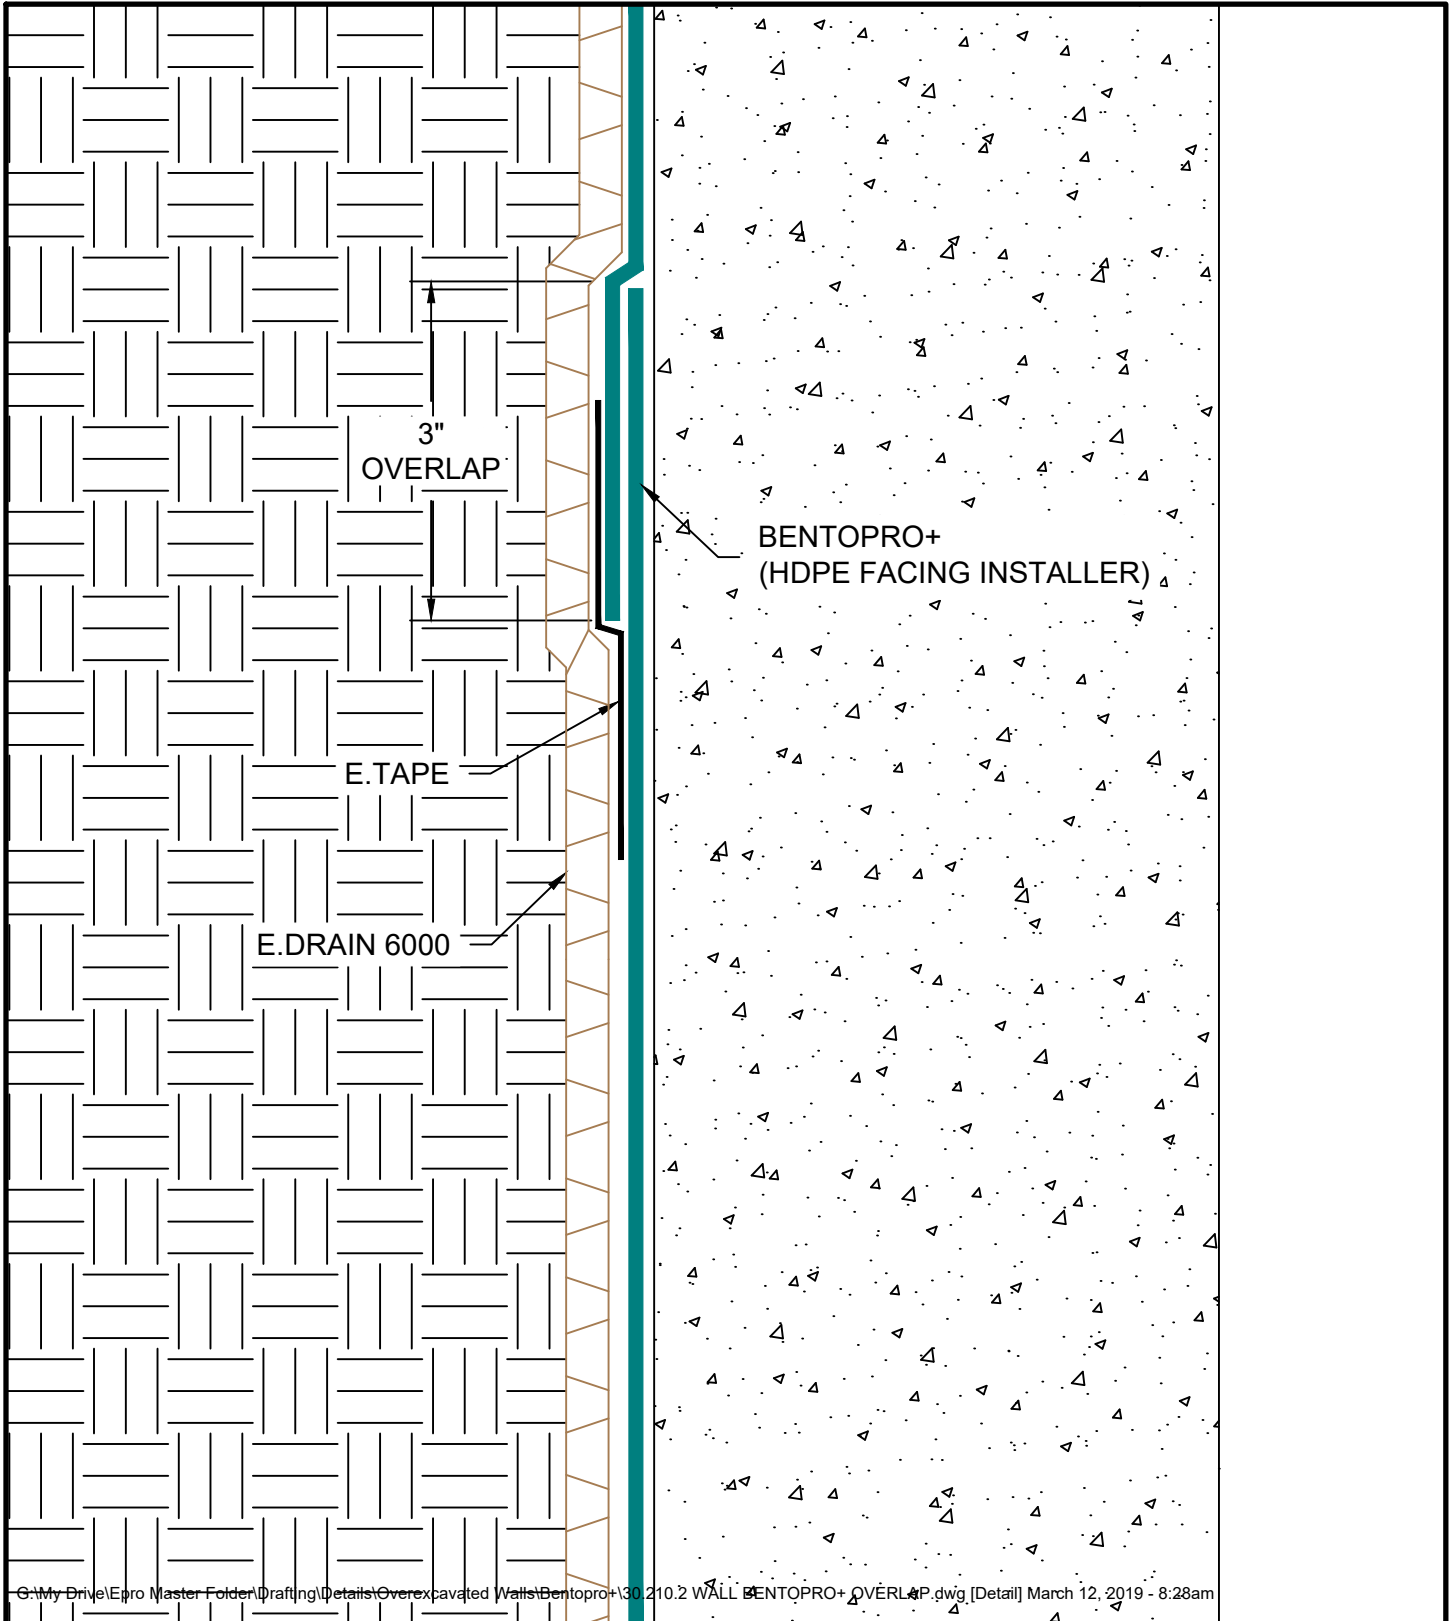 3"
OVERLAP
BENTOPRO+
(HDPE FACING INSTALLER)
E.TAPE
E.DRAIN 6000
G:\My Drive\Epro Master Folder\Drafting\Details\Overexcavated Walls\Bentopro+\30.210.2 WALL BENTOPRO+ OVERLAP.dwg [Detail] March 12, 2019 - 8:28am